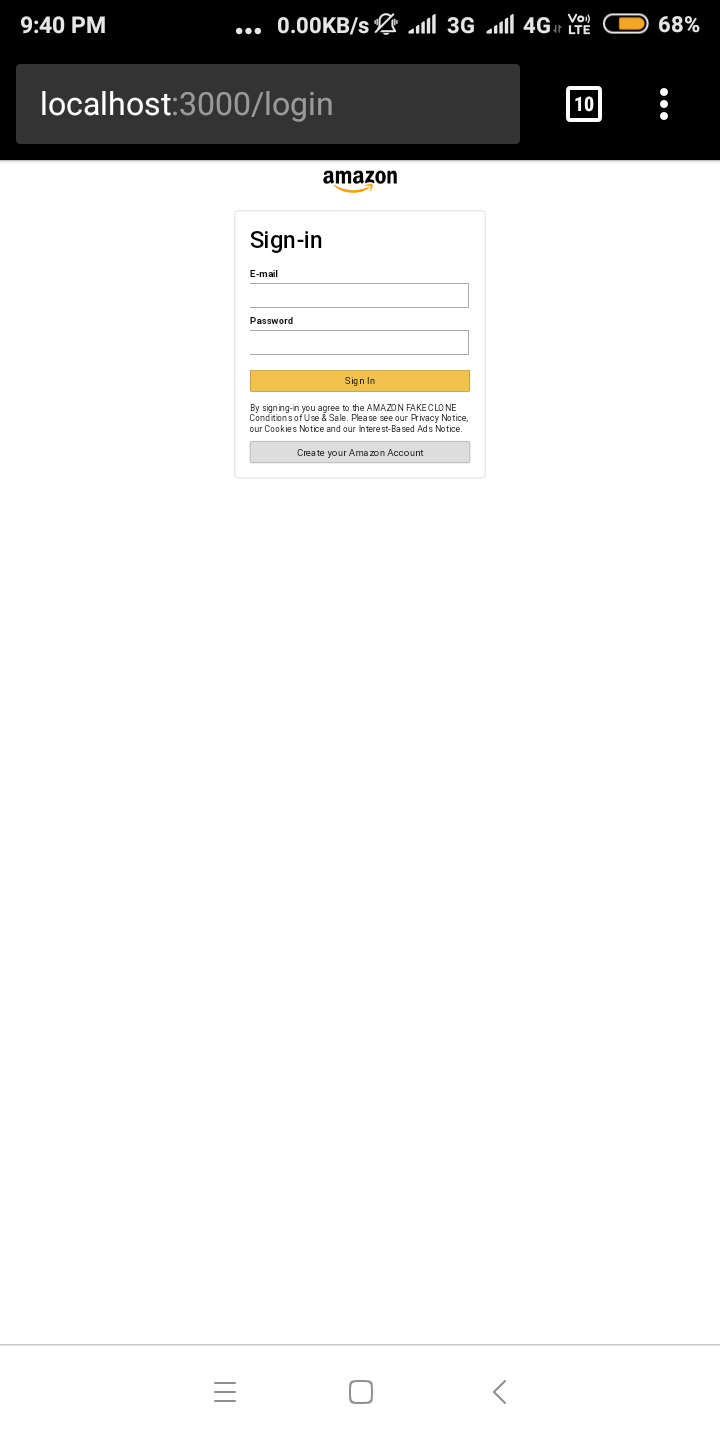 9:40 PM ... 0.00KB/s 3G 4G Vo) LTE 68%
localhost:3000/login 10
amazon
Sign-in
E-mail
Password
Sign In
By signing-in you agree to the AMAZON FAKE CLONE
Conditions of Use & Sale. Please see our Privacy Notice,
our Cookies Notice and our Interest-Based Ads Notice.
Create your Amazon Account